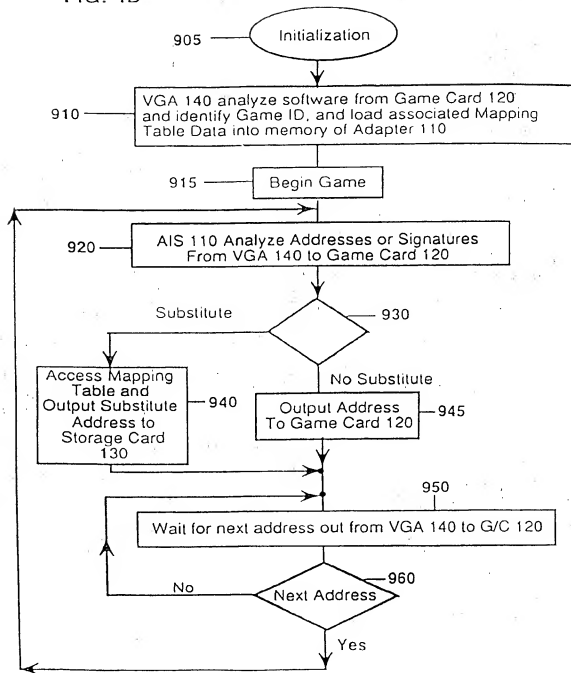 FIG. 4B
905
Initialization
910
VGA 140 analyze software from Game Card 120
and identify Game ID, and load associated Mapping
Table Data into memory of Adapter 110
915
Begin Game
920
AIS 110 Analyze Addresses or Signatures
From VGA 140 to Game Card 120
930
Substitute
No Substitute
Access Mapping
Table and
Output Substitute
Address to
Storage Card
130
940
Output Address
To Game Card 120
945
950
Wait for next address out from VGA 140 to G/C 120
960
Next Address
No
Yes